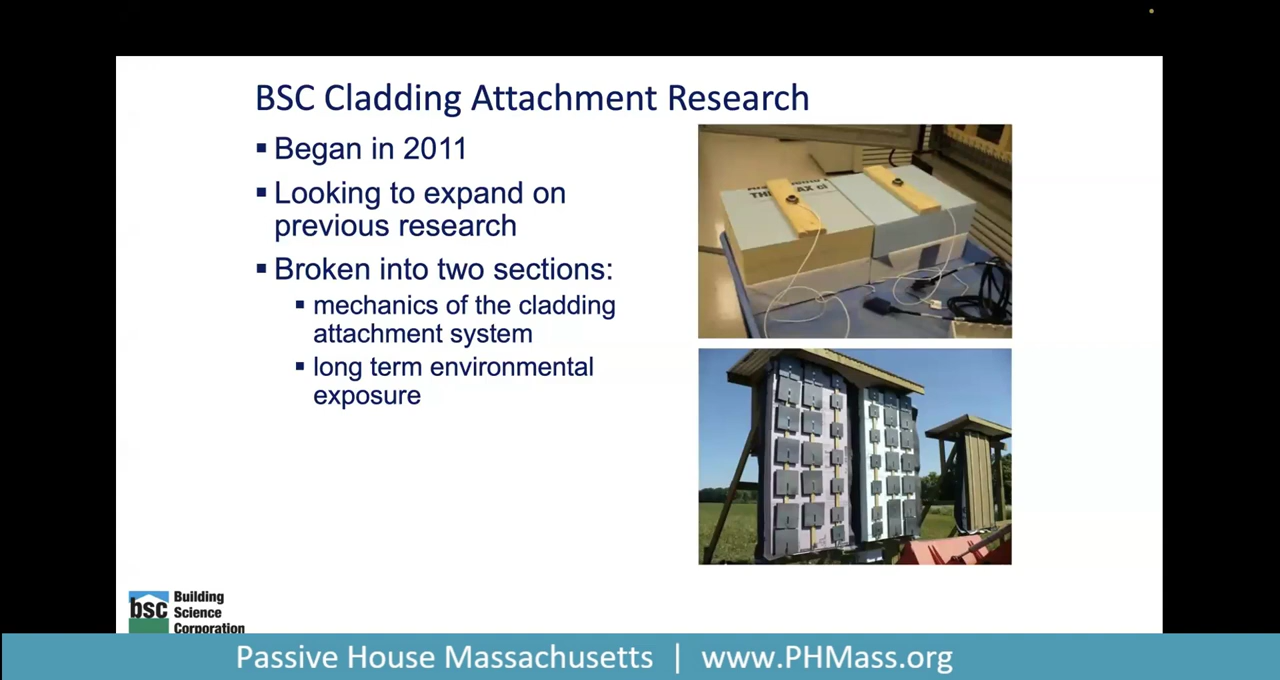 BSC Cladding Attachment Research
▪ Began in 2011
▪ Looking to expand on
previous research
▪ Broken into two sections:
▪ mechanics of the cladding
attachment system
▪ long term environmental
exposure
bsc
Building
Science
Corporation
Passive House Massachusetts | www.PHMass.org